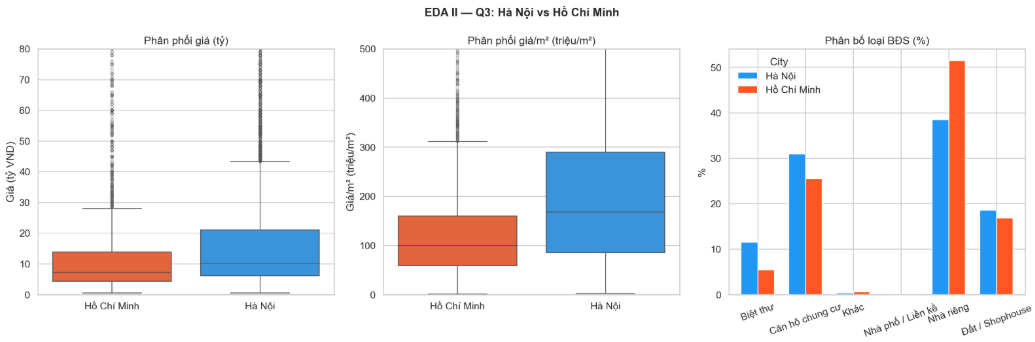 EDA II — Q3: Hà Nội vs Hồ Chí Minh
Phân phối giá (tỷ)
Giá (tỷ VND)
80
70
60
50
40
30
20
10
0
Hồ Chí Minh
Hà Nội
Phân phối giá/m² (triệu/m²)
Giá/m² (triệu/m²)
500
400
300
200
100
0
Hồ Chí Minh
Hà Nội
Phân bố loại BĐS (%)
%
50
40
30
20
10
0
City
Hà Nội
Hồ Chí Minh
Biệt thự
Căn hộ chung cư
Khác
Nhà phố / Liền kề
Nhà riêng
Đất / Shophouse